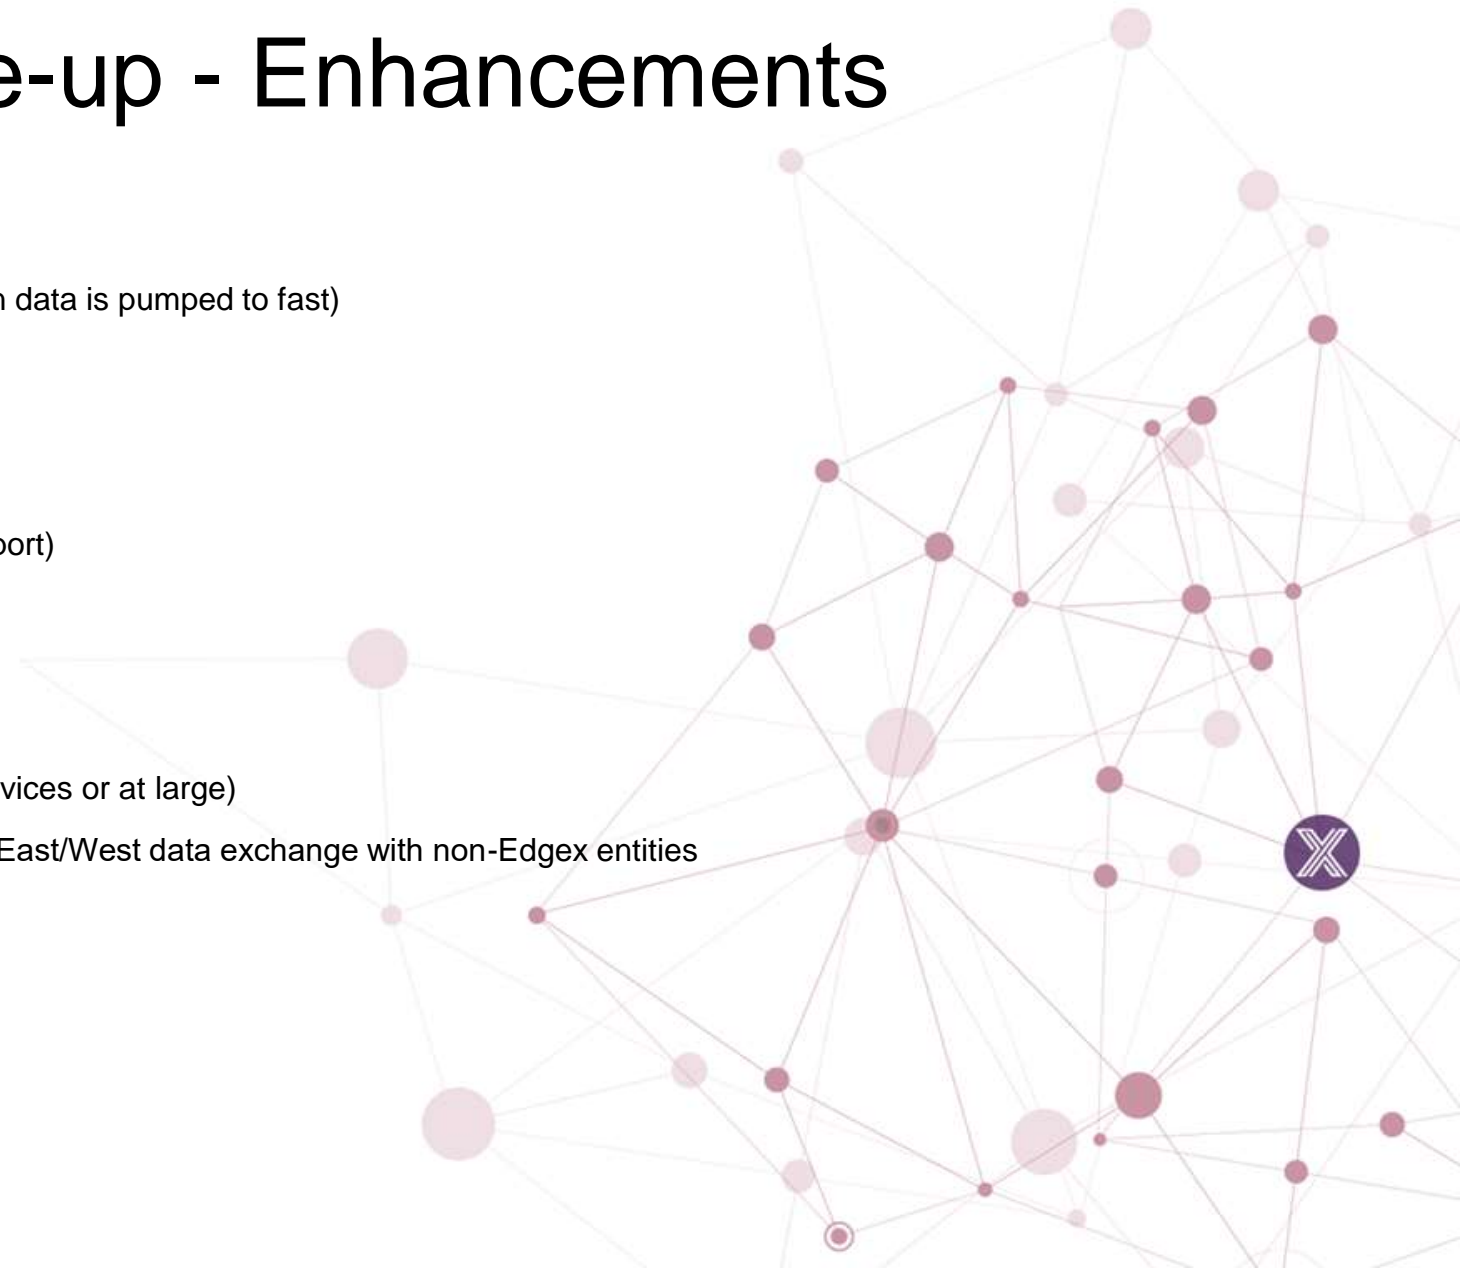 e-up - Enhancements
data is pumped to fast)
ort)
vices or at large)
East/West data exchange with non-Edgex entities